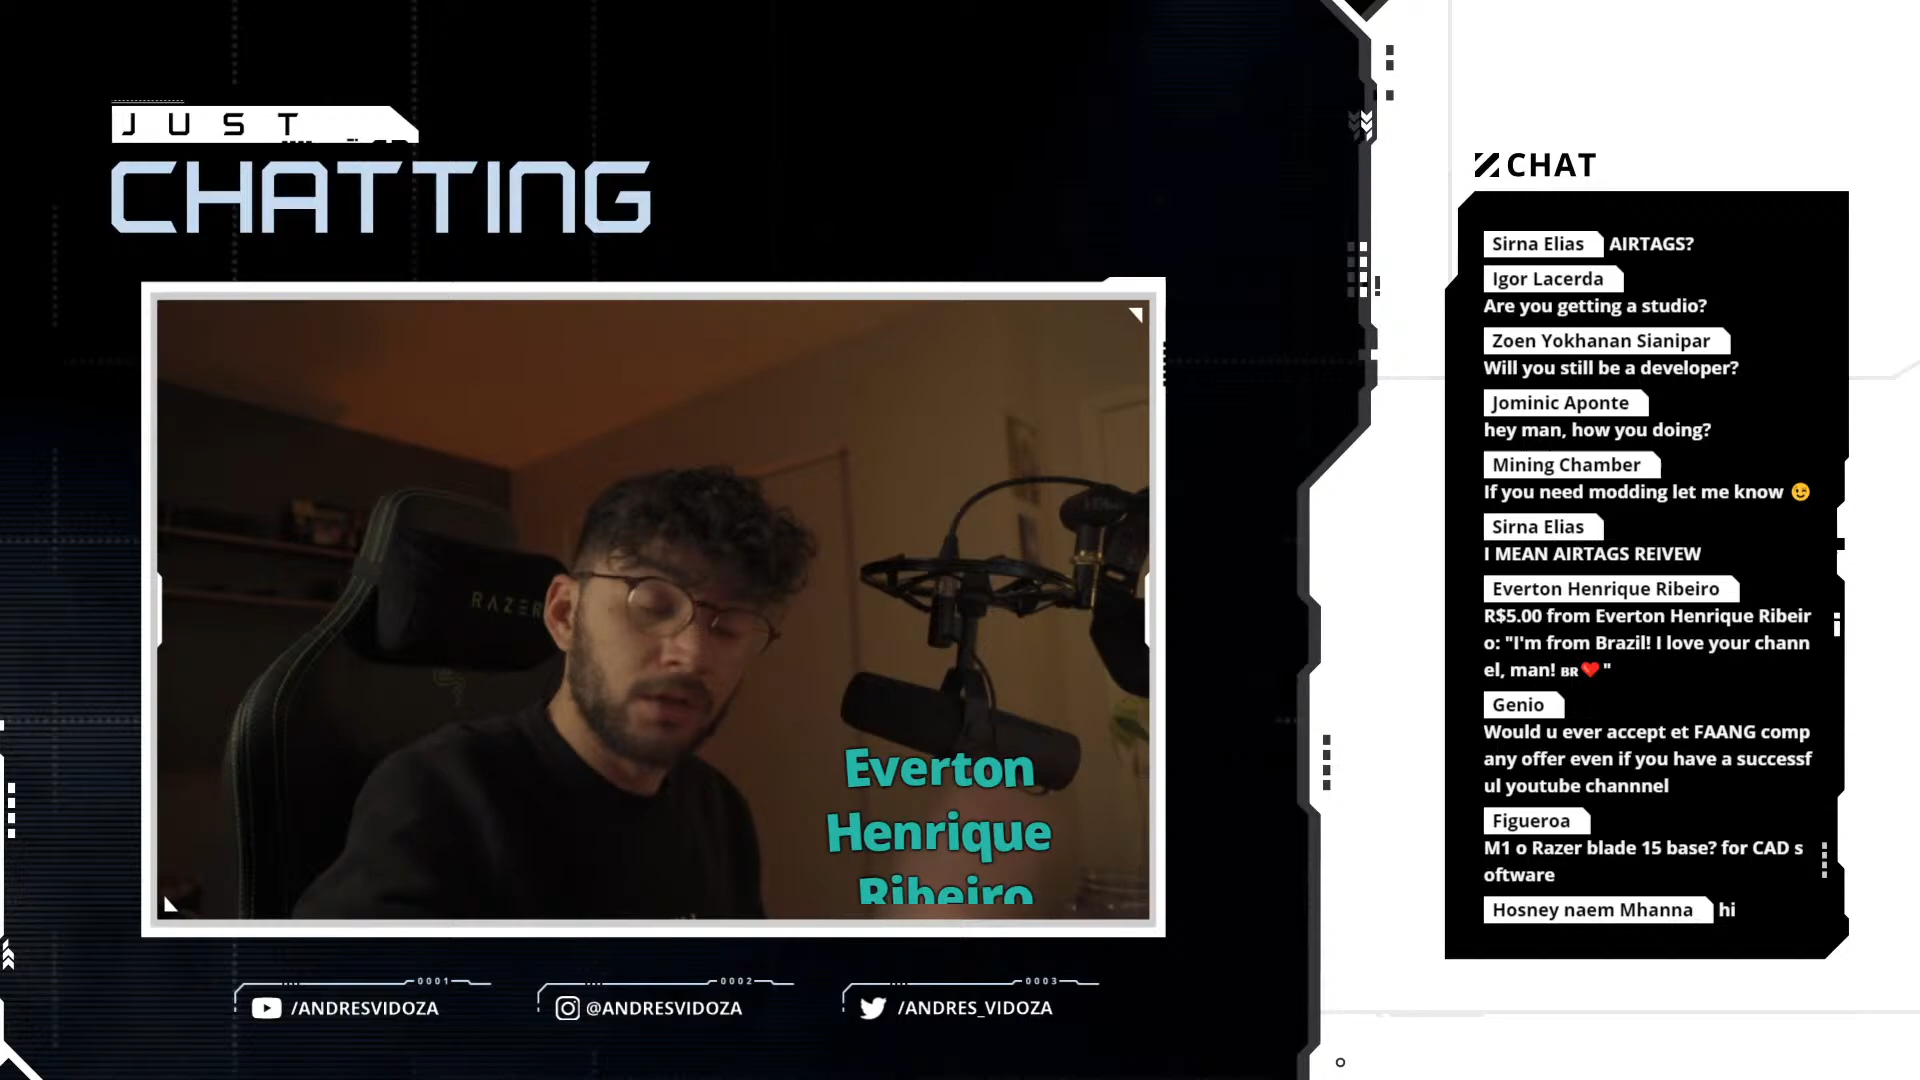 JUST
CHATTING
RAZER
Everton
Henrique
Ribeiro
0001
/ANDRESVIDOZA
0002
@ANDRESVIDOZA
0003
/ANDRES_VIDOZA
CHAT
Sirna Elias AIRTAGS?
Igor Lacerda
Are you getting a studio?
Zoen Yokhanan Sianipar
Will you still be a developer?
Jominic Aponte
hey man, how you doing?
Mining Chamber
If you need modding let me know 😉
Sirna Elias
I MEAN AIRTAGS REIVEW
Everton Henrique Ribeiro
R$5.00 from Everton Henrique Ribeir
o: "I'm from Brazil! I love your chann
el, man! BR❤️"
Genio
Would u ever accept et FAANG comp
any offer even if you have a successf
ul youtube channnel
Figueroa
M1 o Razer blade 15 base? for CAD s
oftware
Hosney naem Mhanna hi